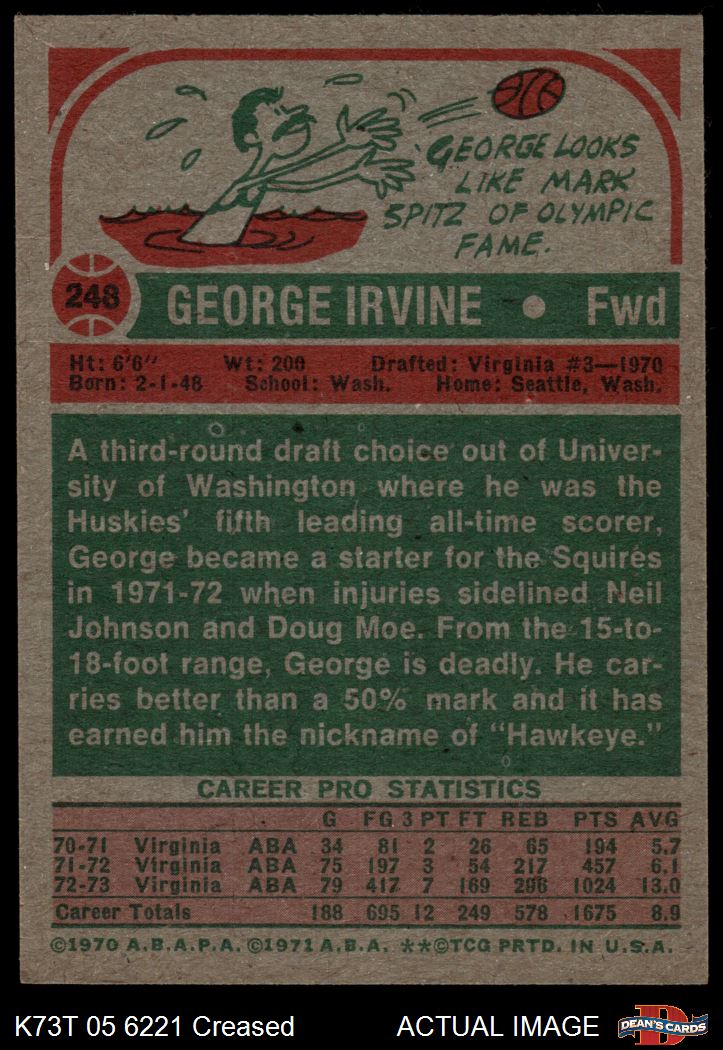 GEORGE LOOKS
LIKE MARK
SPITZ OF OLYMPIC
FAME.
248
GEORGE IRVINE • Fwd
Ht: 6'6" Wt: 200 Drafted: Virginia #3—1970
Born: 2-1-48 School: Wash. Home: Seattle, Wash.
A third-round draft choice out of Univer-
sity of Washington where he was the
Huskies' fifth leading all-time scorer,
George became a starter for the Squires
in 1971-72 when injuries sidelined Neil
Johnson and Doug Moe. From the 15-to-
18-foot range, George is deadly. He car-
ries better than a 50% mark and it has
earned him the nickname of "Hawkeye."
CAREER PRO STATISTICS
G FG 3 PT FT REB PTS AVG
70-71 Virginia ABA 34 81 2 26 65 194 5.7
71-72 Virginia ABA 75 197 3 54 217 457 6.1
72-73 Virginia ABA 79 417 7 169 296 1024 13.0
Career Totals 188 695 12 249 578 1675 8.9
©1970 A.B.A.P.A. ©1971 A.B.A. **©TCG PRTD. IN U.S.A.
K73T 05 6221 Creased ACTUAL IMAGE DEAN'S CARDS